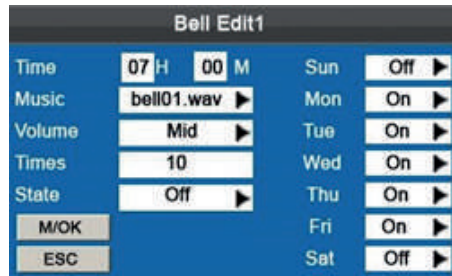 Bell Edit1
Time 07 H 00 M Sun Off
Music bell01.wav Mon On
Volume Mid Tue On
Times 10 Wed On
State Off Thu On
M/OK Fri On
ESC Sat Off